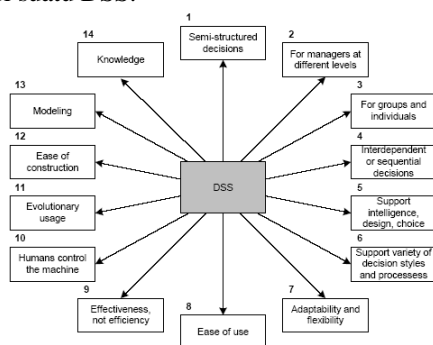 suatu DSS.
1
Semi-structured
decisions
2
For managers at
different levels
3
For groups and
individuals
4
Interdependent
or sequential
decisions
5
Support
intelligence,
design, choice
6
Support variety of
decision styles
and processess
7
Adaptability and
flexibility
8
Ease of use
9
Effectiveness,
not efficiency
10
Humans control
the machine
11
Evolutionary
usage
12
Ease of
construction
13
Modeling
14
Knowledge
DSS